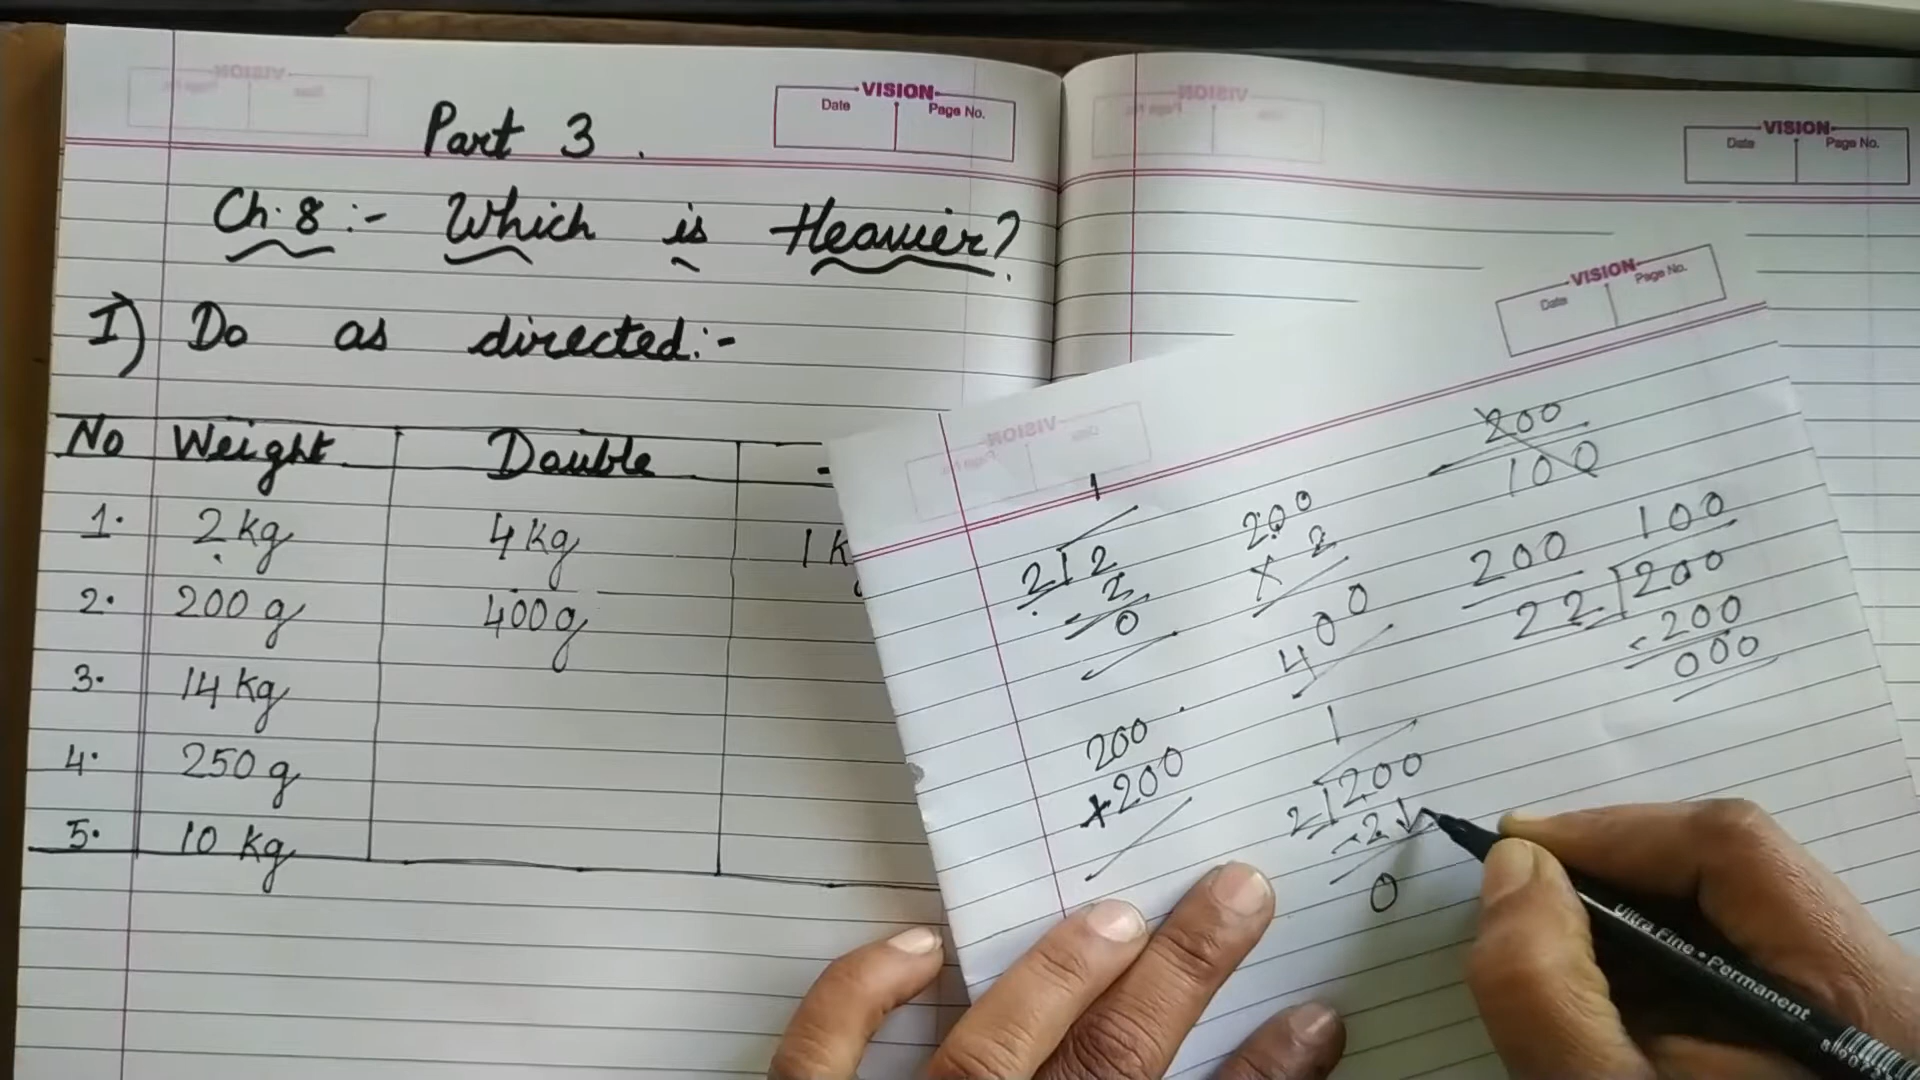 VISION
Date Page No.
Part 3.
Ch. 8 :- Which is Heavier?
I) Do as directed:-
No Weight Double
1. 2 kg 4 kg 1 k
2. 200 g 400 g
3. 14 kg
4. 250 g
5. 10 kg
VISION
Date Page No.
VISION
Date Page No.
1
2 2
- 2
0
200
x 2
400
200
100
200
2
100
2 200
- 200
000
200
+200
1
2 200
- 2 ↓
0
Ultra Fine • Permanent